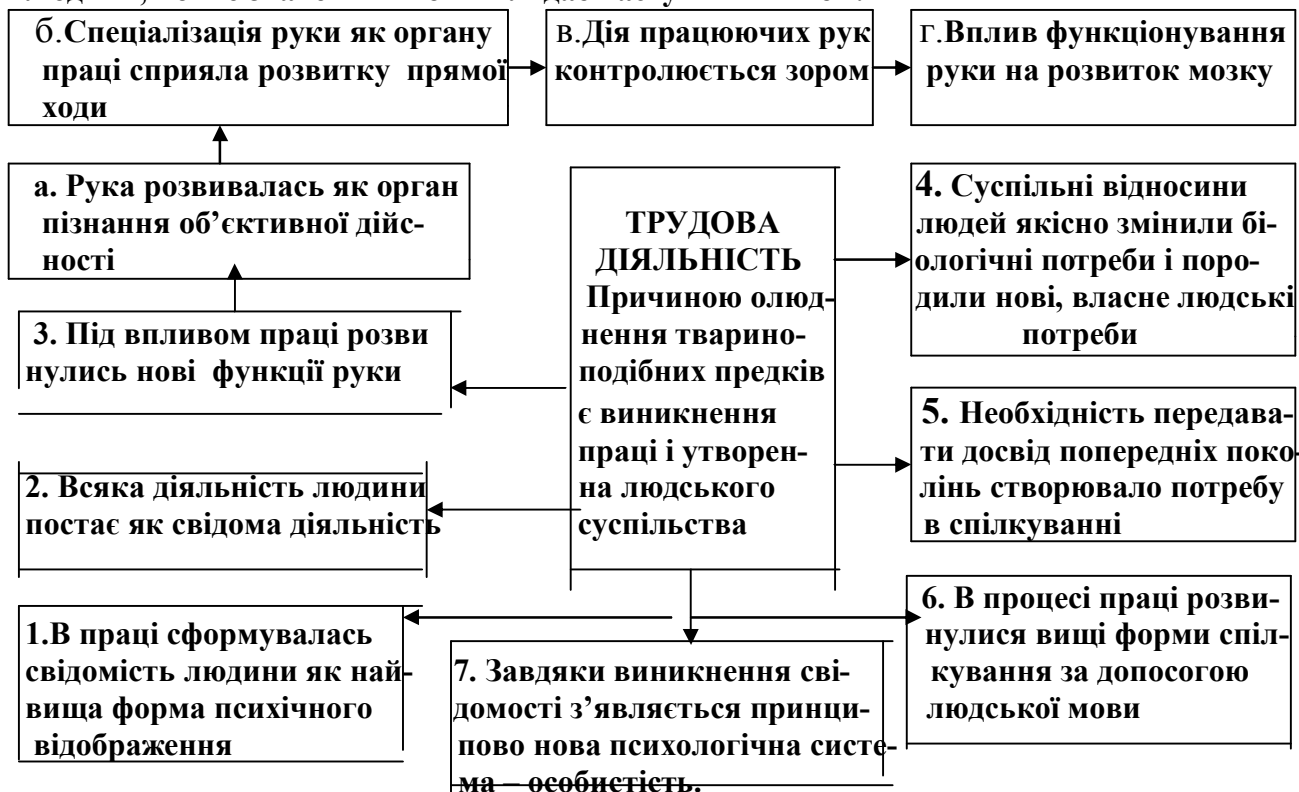 б.Спеціалізація руки як органу
праці сприяла розвитку прямої
ходи
в.Дія працюючих рук
контролюється зором
г.Вплив функціонування
руки на розвиток мозку
а. Рука розвивалась як орган
пізнання об’єктивної дійс-
ності
ТРУДОВА
ДІЯЛЬНІСТЬ
Причиною олюд-
нення тварино-
подібних предків
є виникнення
праці і утворен-
на людського
суспільства
4. Суспільні відносини
людей якісно змінили бі-
ологічні потреби і поро-
дили нові, власне людські
потреби
3. Під впливом праці розви
нулись нові функції руки
5. Необхідність передава-
ти досвід попередніх поко-
лінь створювало потребу
в спілкуванні
2. Всяка діяльність людини
постає як свідома діяльність
1.В праці сформувалась
свідомість людини як най-
вища форма психічного
відображення
7. Завдяки виникнення сві-
домості з’являється принци-
пово нова психологічна систе-
ма – особистість.
6. В процесі праці розви-
нулися вищі форми спіл-
кування за допосогою
людської мови